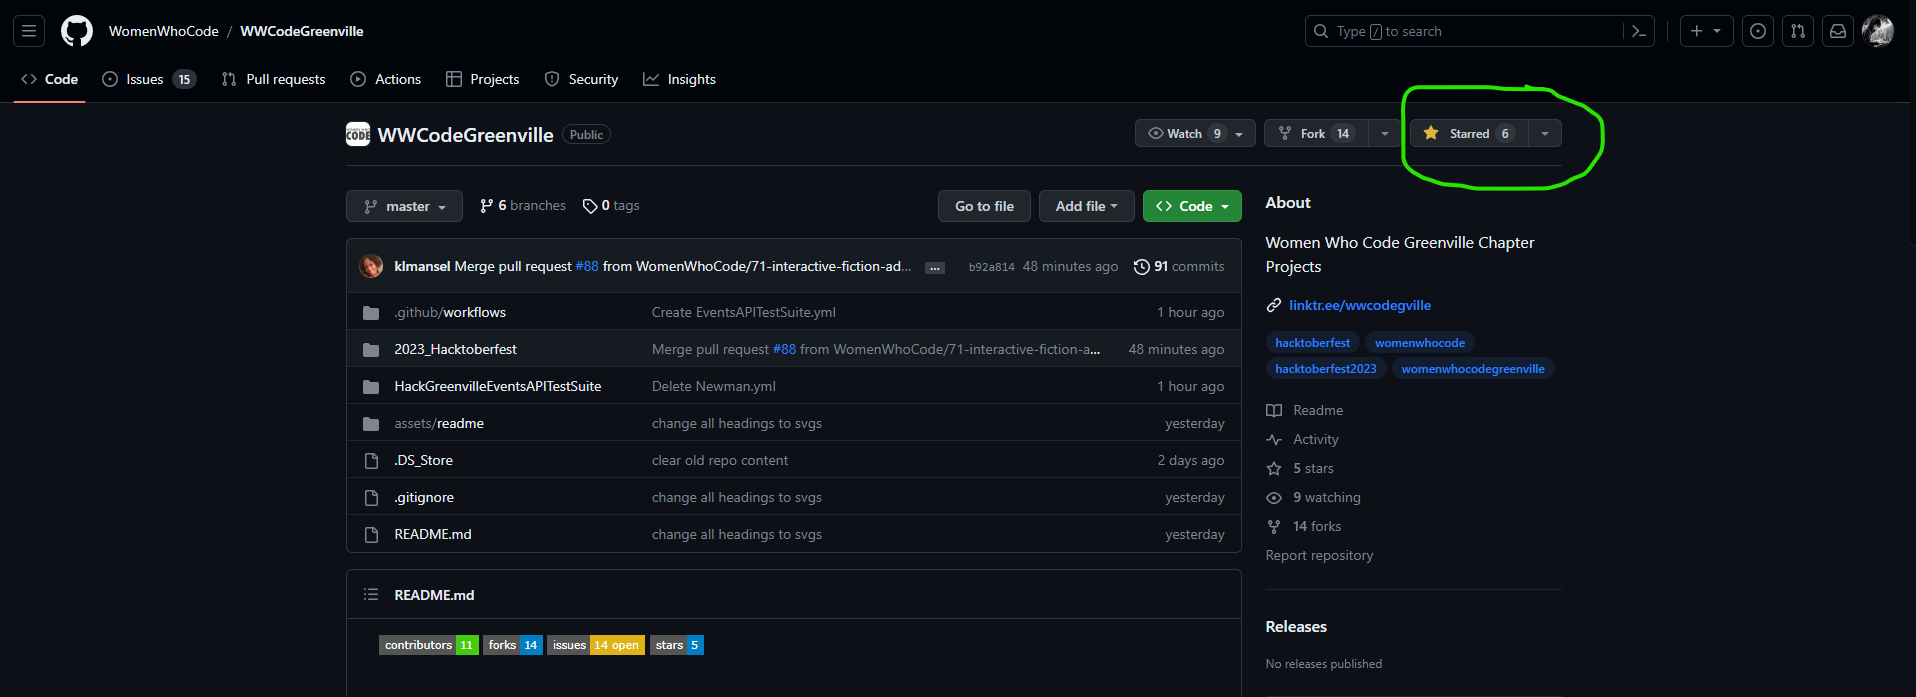 WomenWhoCode / WWCodeGreenville
Type / to search
Code Issues 15 Pull requests Actions Projects Security Insights
CODE WWCodeGreenville Public
Watch 9 Fork 14 Starred 6
master 6 branches 0 tags Go to file Add file Code
klmansel Merge pull request #88 from WomenWhoCode/71-interactive-fiction-ad... ... b92a814 48 minutes ago 91 commits
.github/workflows Create EventsAPITestSuite.yml 1 hour ago
2023_Hacktoberfest Merge pull request #88 from WomenWhoCode/71-interactive-fiction-a... 48 minutes ago
HackGreenvilleEventsAPITestSuite Delete Newman.yml 1 hour ago
assets/readme change all headings to svgs yesterday
.DS_Store clear old repo content 2 days ago
.gitignore change all headings to svgs yesterday
README.md change all headings to svgs yesterday
README.md
contributors 11 forks 14 issues 14 open stars 5
About
Women Who Code Greenville Chapter
Projects
linktr.ee/wwcodegville
hacktoberfest womenwhocode
hacktoberfest2023 womenwhocodegreenville
Readme
Activity
5 stars
9 watching
14 forks
Report repository
Releases
No releases published